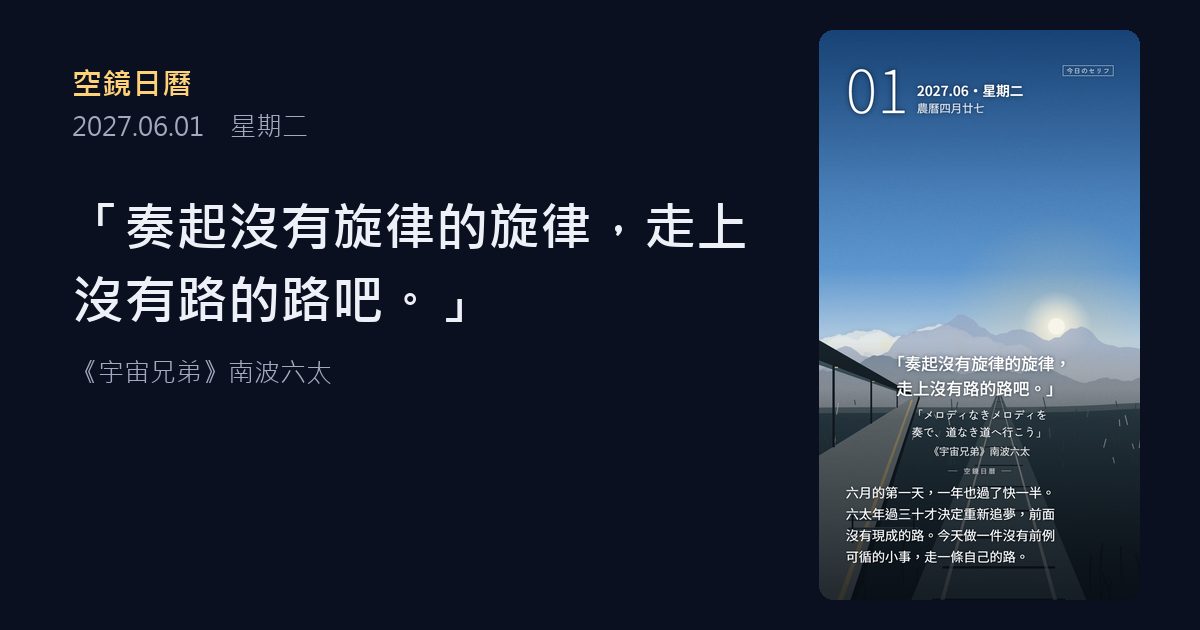 空鏡日曆
2027.06.01 星期二
「奏起沒有旋律的旋律，走上
沒有路的路吧。」
《宇宙兄弟》南波六太
01
2027.06・星期二
農曆四月廿七
今日のセリフ
「奏起沒有旋律的旋律，
走上沒有路的路吧。」
「メロディなきメロディを
奏で、道なき道へ行こう」
《宇宙兄弟》南波六太
— 空鏡日曆 —
六月的第一天，一年也過了快一半。
六太年過三十才決定重新追夢，前面
沒有現成的路。今天做一件沒有前例
可循的小事，走一條自己的路。